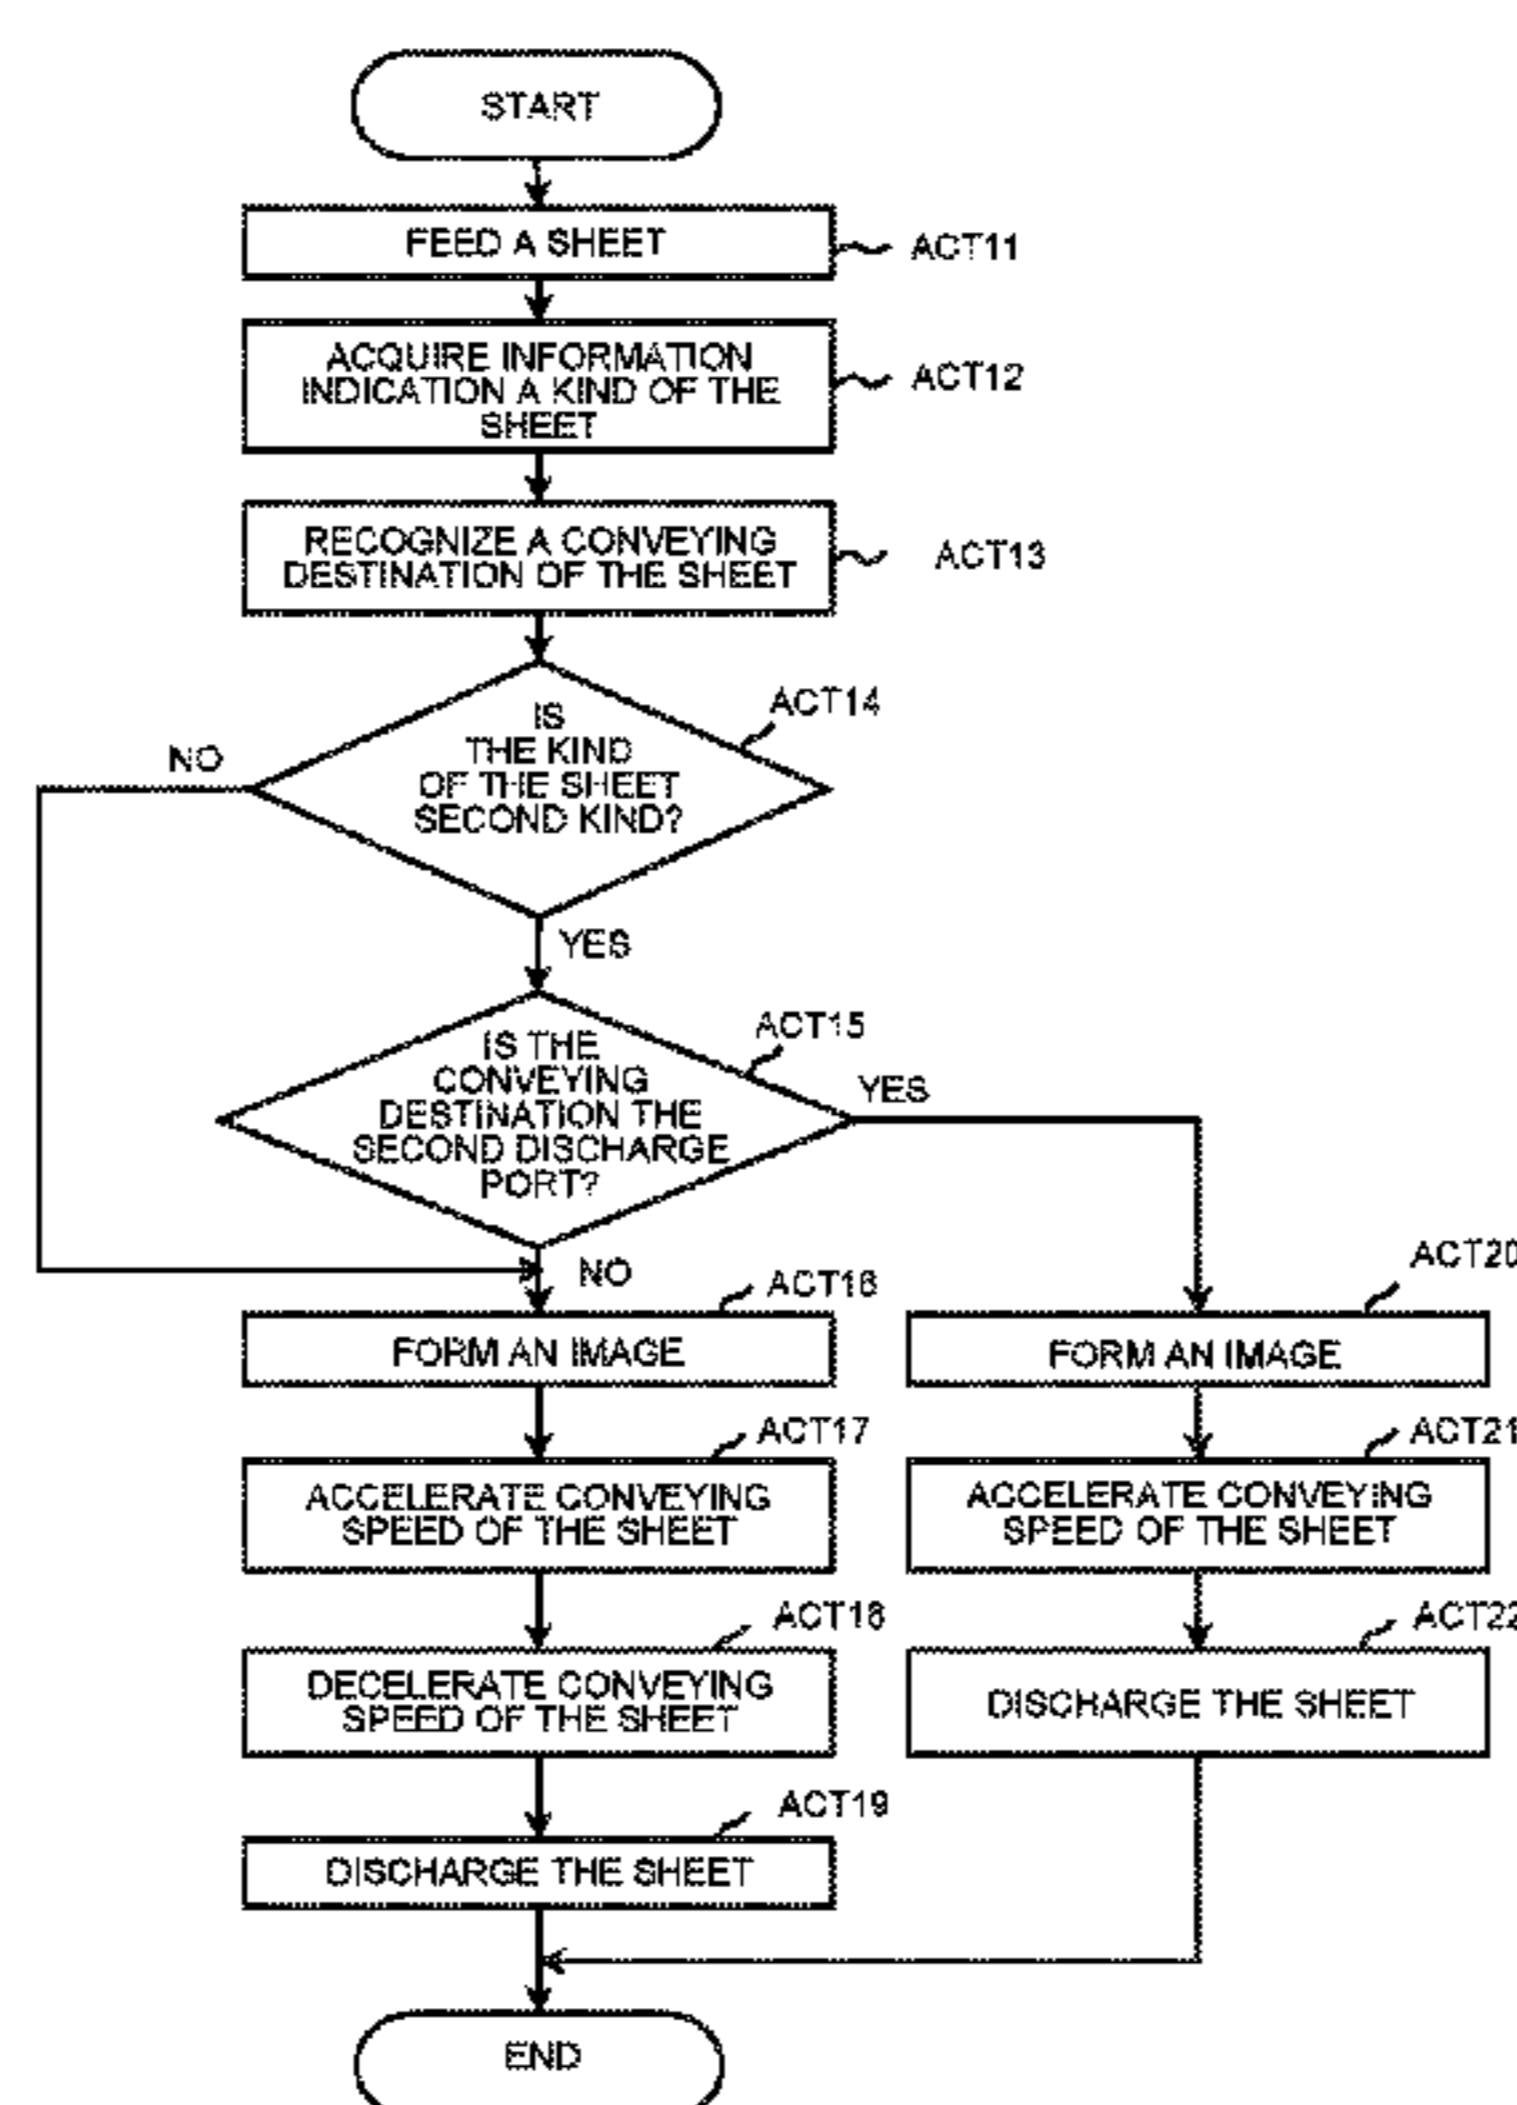 START
FEED A SHEET
ACT11
ACQUIRE INFORMATION
INDICATION A KIND OF THE
SHEET
ACT12
RECOGNIZE A CONVEYING
DESTINATION OF THE SHEET
ACT13
ACT14
IS
THE KIND
OF THE SHEET
SECOND KIND?
NO
YES
ACT15
IS THE
CONVEYING
DESTINATION THE
SECOND DISCHARGE
PORT?
YES
NO
ACT16
FORM AN IMAGE
ACT20
FORM AN IMAGE
ACT17
ACCELERATE CONVEYING
SPEED OF THE SHEET
ACT21
ACCELERATE CONVEYING
SPEED OF THE SHEET
ACT18
DECELERATE CONVEYING
SPEED OF THE SHEET
ACT22
DISCHARGE THE SHEET
ACT19
DISCHARGE THE SHEET
END